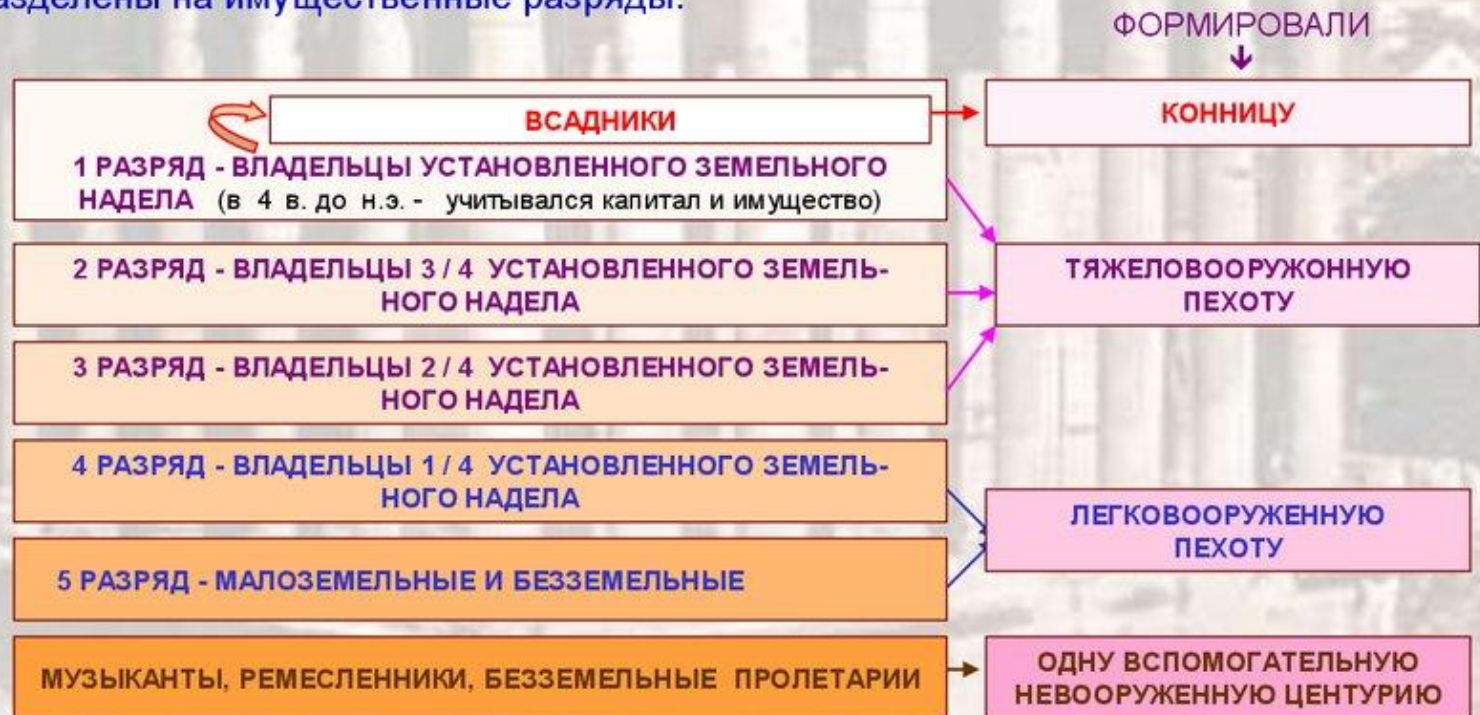 разделены на имущественные разряды:
ФОРМИРОВАЛИ
ВСАДНИКИ
КОННИЦУ
1 РАЗРЯД - ВЛАДЕЛЬЦЫ УСТАНОВЛЕННОГО ЗЕМЕЛЬНОГО
НАДЕЛА (в 4 в. до н.э. - учитывался капитал и имущество)
2 РАЗРЯД - ВЛАДЕЛЬЦЫ 3 / 4 УСТАНОВЛЕННОГО ЗЕМЕЛЬ-
НОГО НАДЕЛА
ТЯЖЕЛОВООРУЖОННУЮ
ПЕХОТУ
3 РАЗРЯД - ВЛАДЕЛЬЦЫ 2 / 4 УСТАНОВЛЕННОГО ЗЕМЕЛЬ-
НОГО НАДЕЛА
4 РАЗРЯД - ВЛАДЕЛЬЦЫ 1 / 4 УСТАНОВЛЕННОГО ЗЕМЕЛЬ-
НОГО НАДЕЛА
ЛЕГКОВООРУЖЕННУЮ
ПЕХОТУ
5 РАЗРЯД - МАЛОЗЕМЕЛЬНЫЕ И БЕЗЗЕМЕЛЬНЫЕ
МУЗЫКАНТЫ, РЕМЕСЛЕННИКИ, БЕЗЗЕМЕЛЬНЫЕ ПРОЛЕТАРИИ
ОДНУ ВСПОМОГАТЕЛЬНУЮ
НЕВООРУЖЕННУЮ ЦЕНТУРИЮ